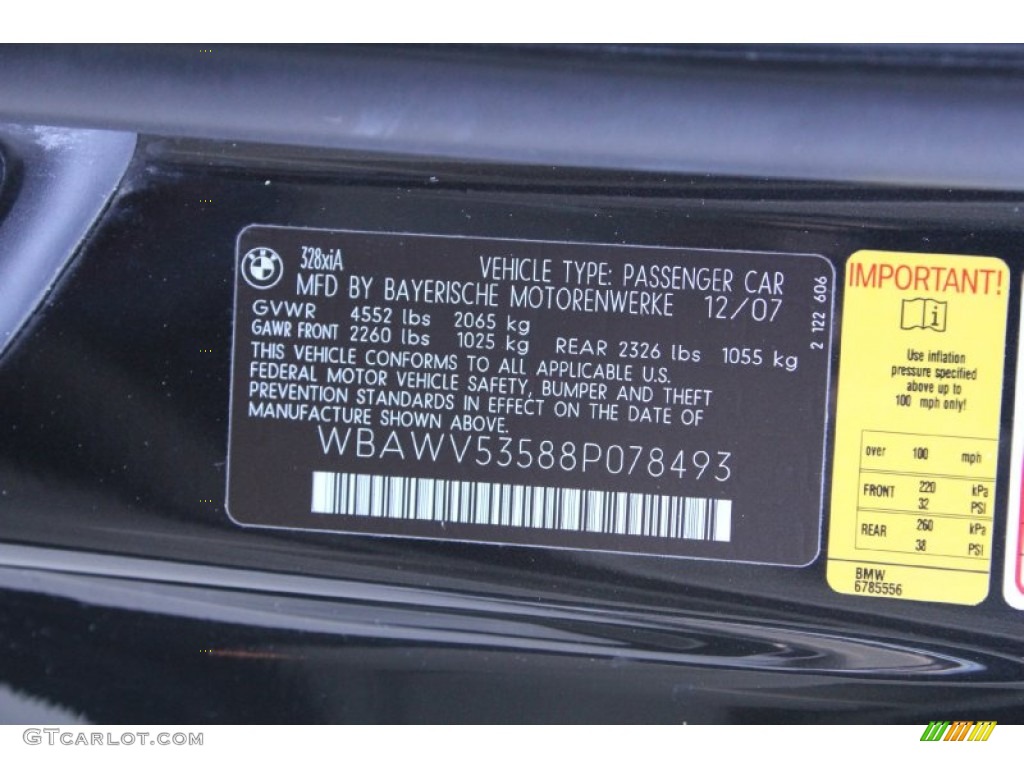 328xiA
VEHICLE TYPE: PASSENGER CAR
MFD BY BAYERISCHE MOTORENWERKE 12/07
GVWR 4552 lbs 2065 kg
GAWR FRONT 2260 lbs 1025 kg REAR 2326 lbs 1055 kg
THIS VEHICLE CONFORMS TO ALL APPLICABLE U.S.
FEDERAL MOTOR VEHICLE SAFETY, BUMPER AND THEFT
PREVENTION STANDARDS IN EFFECT ON THE DATE OF
MANUFACTURE SHOWN ABOVE.
WBAWV53588P078493
2 122 606
IMPORTANT!
i
Use inflation
pressure specified
above up to
100 mph only!
over 100 mph
FRONT 220 kPa
32 PSI
REAR 260 kPa
38 PSI
BMW
6785556
GTCARLOT.COM